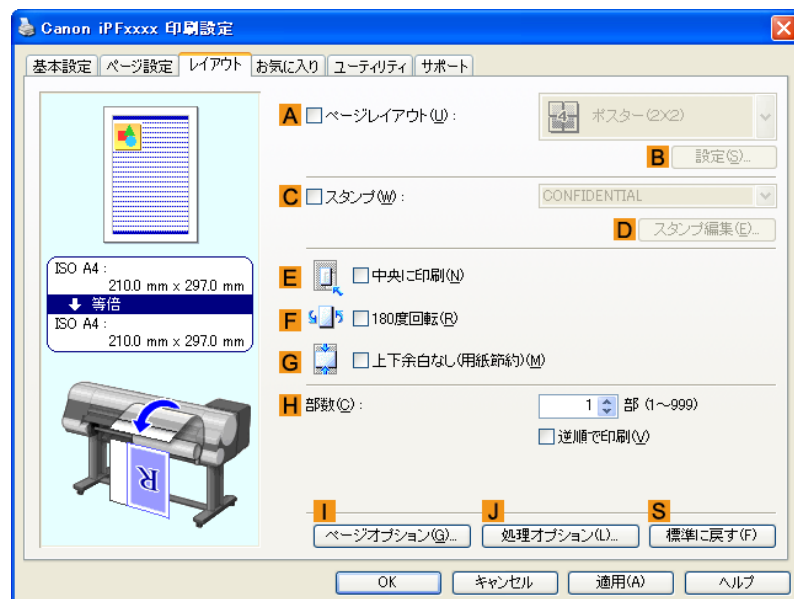 Canon iPFxxxx 印刷設定
基本設定 ページ設定 レイアウト お気に入り ユーティリティ サポート
A ページレイアウト(U) : 4 ポスター(2X2)
B 設定(S)...
C スタンプ(W) : CONFIDENTIAL
D スタンプ編集(E)...
ISO A4 :
210.0 mm x 297.0 mm
等倍
ISO A4 :
210.0 mm x 297.0 mm
E 中央に印刷(N)
F 180度回転(R)
G 上下余白なし(用紙節約)(M)
H 部数(C) : 1 部 (1～999)
逆順で印刷(V)
R
I J S
ページオプション(G)... 処理オプション(L)... 標準に戻す(F)
OK キャンセル 適用(A) ヘルプ